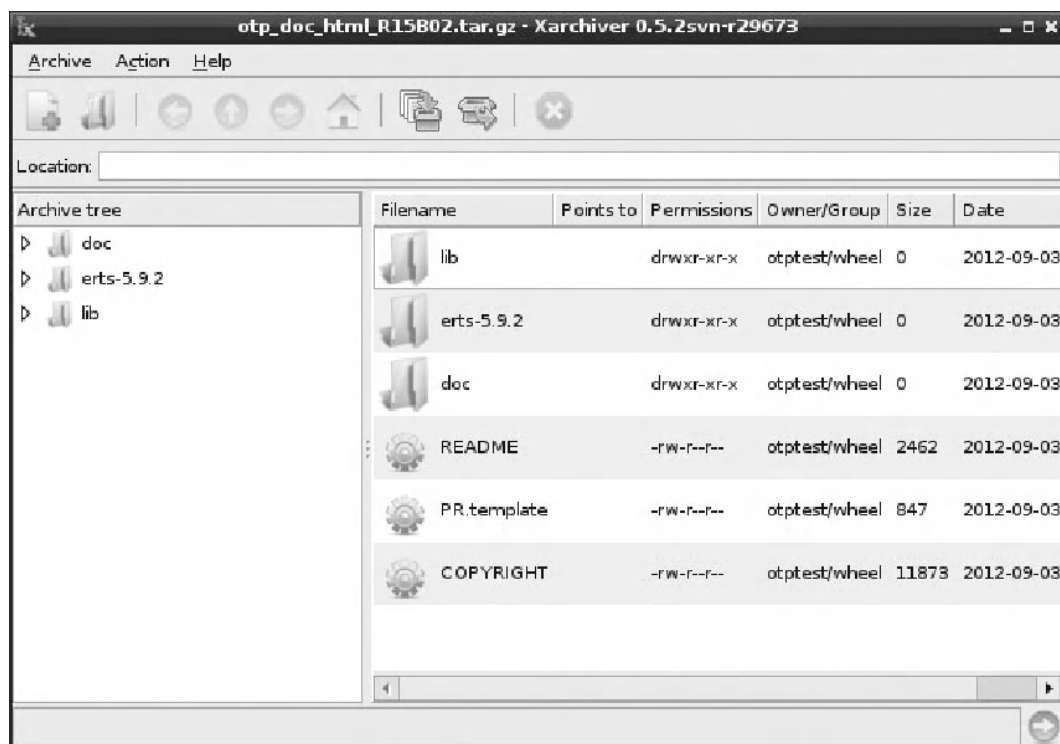 otp_doc_html_R15B02.tar.gz - Xarchiver 0.5.2svn-r29673
Archive Action Help
Location:
Archive tree
doc
erts-5.9.2
lib
Filename Points to Permissions Owner/Group Size Date
lib drwxr-xr-x otptest/wheel 0 2012-09-03
erts-5.9.2 drwxr-xr-x otptest/wheel 0 2012-09-03
doc drwxr-xr-x otptest/wheel 0 2012-09-03
README -rw-r--r-- otptest/wheel 2462 2012-09-03
PR.template -rw-r--r-- otptest/wheel 847 2012-09-03
COPYRIGHT -rw-r--r-- otptest/wheel 11873 2012-09-03